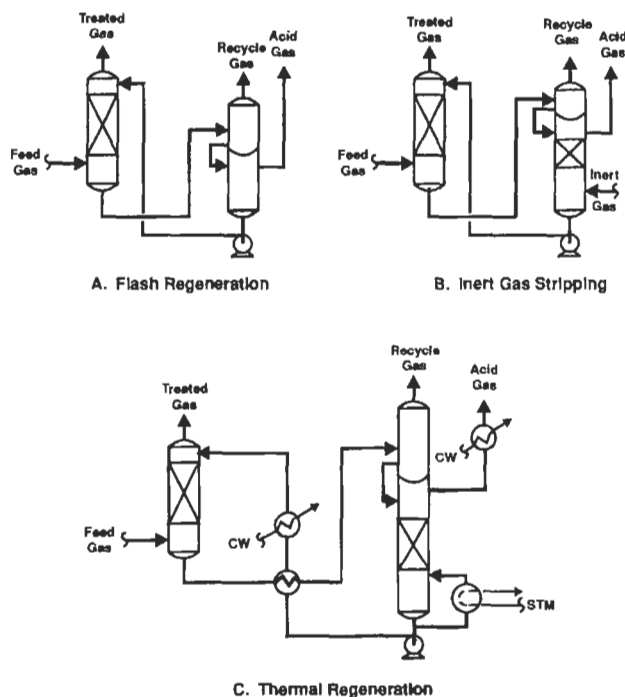 Treated
Gas
Feed
Gas
Recycle
Gas
Acid
Gas
A. Flash Regeneration
Treated
Gas
Feed
Gas
Recycle
Gas
Acid
Gas
Inert
Gas
B. Inert Gas Stripping
Treated
Gas
Feed
Gas
CW
Recycle
Gas
Acid
Gas
CW
STM
C. Thermal Regeneration